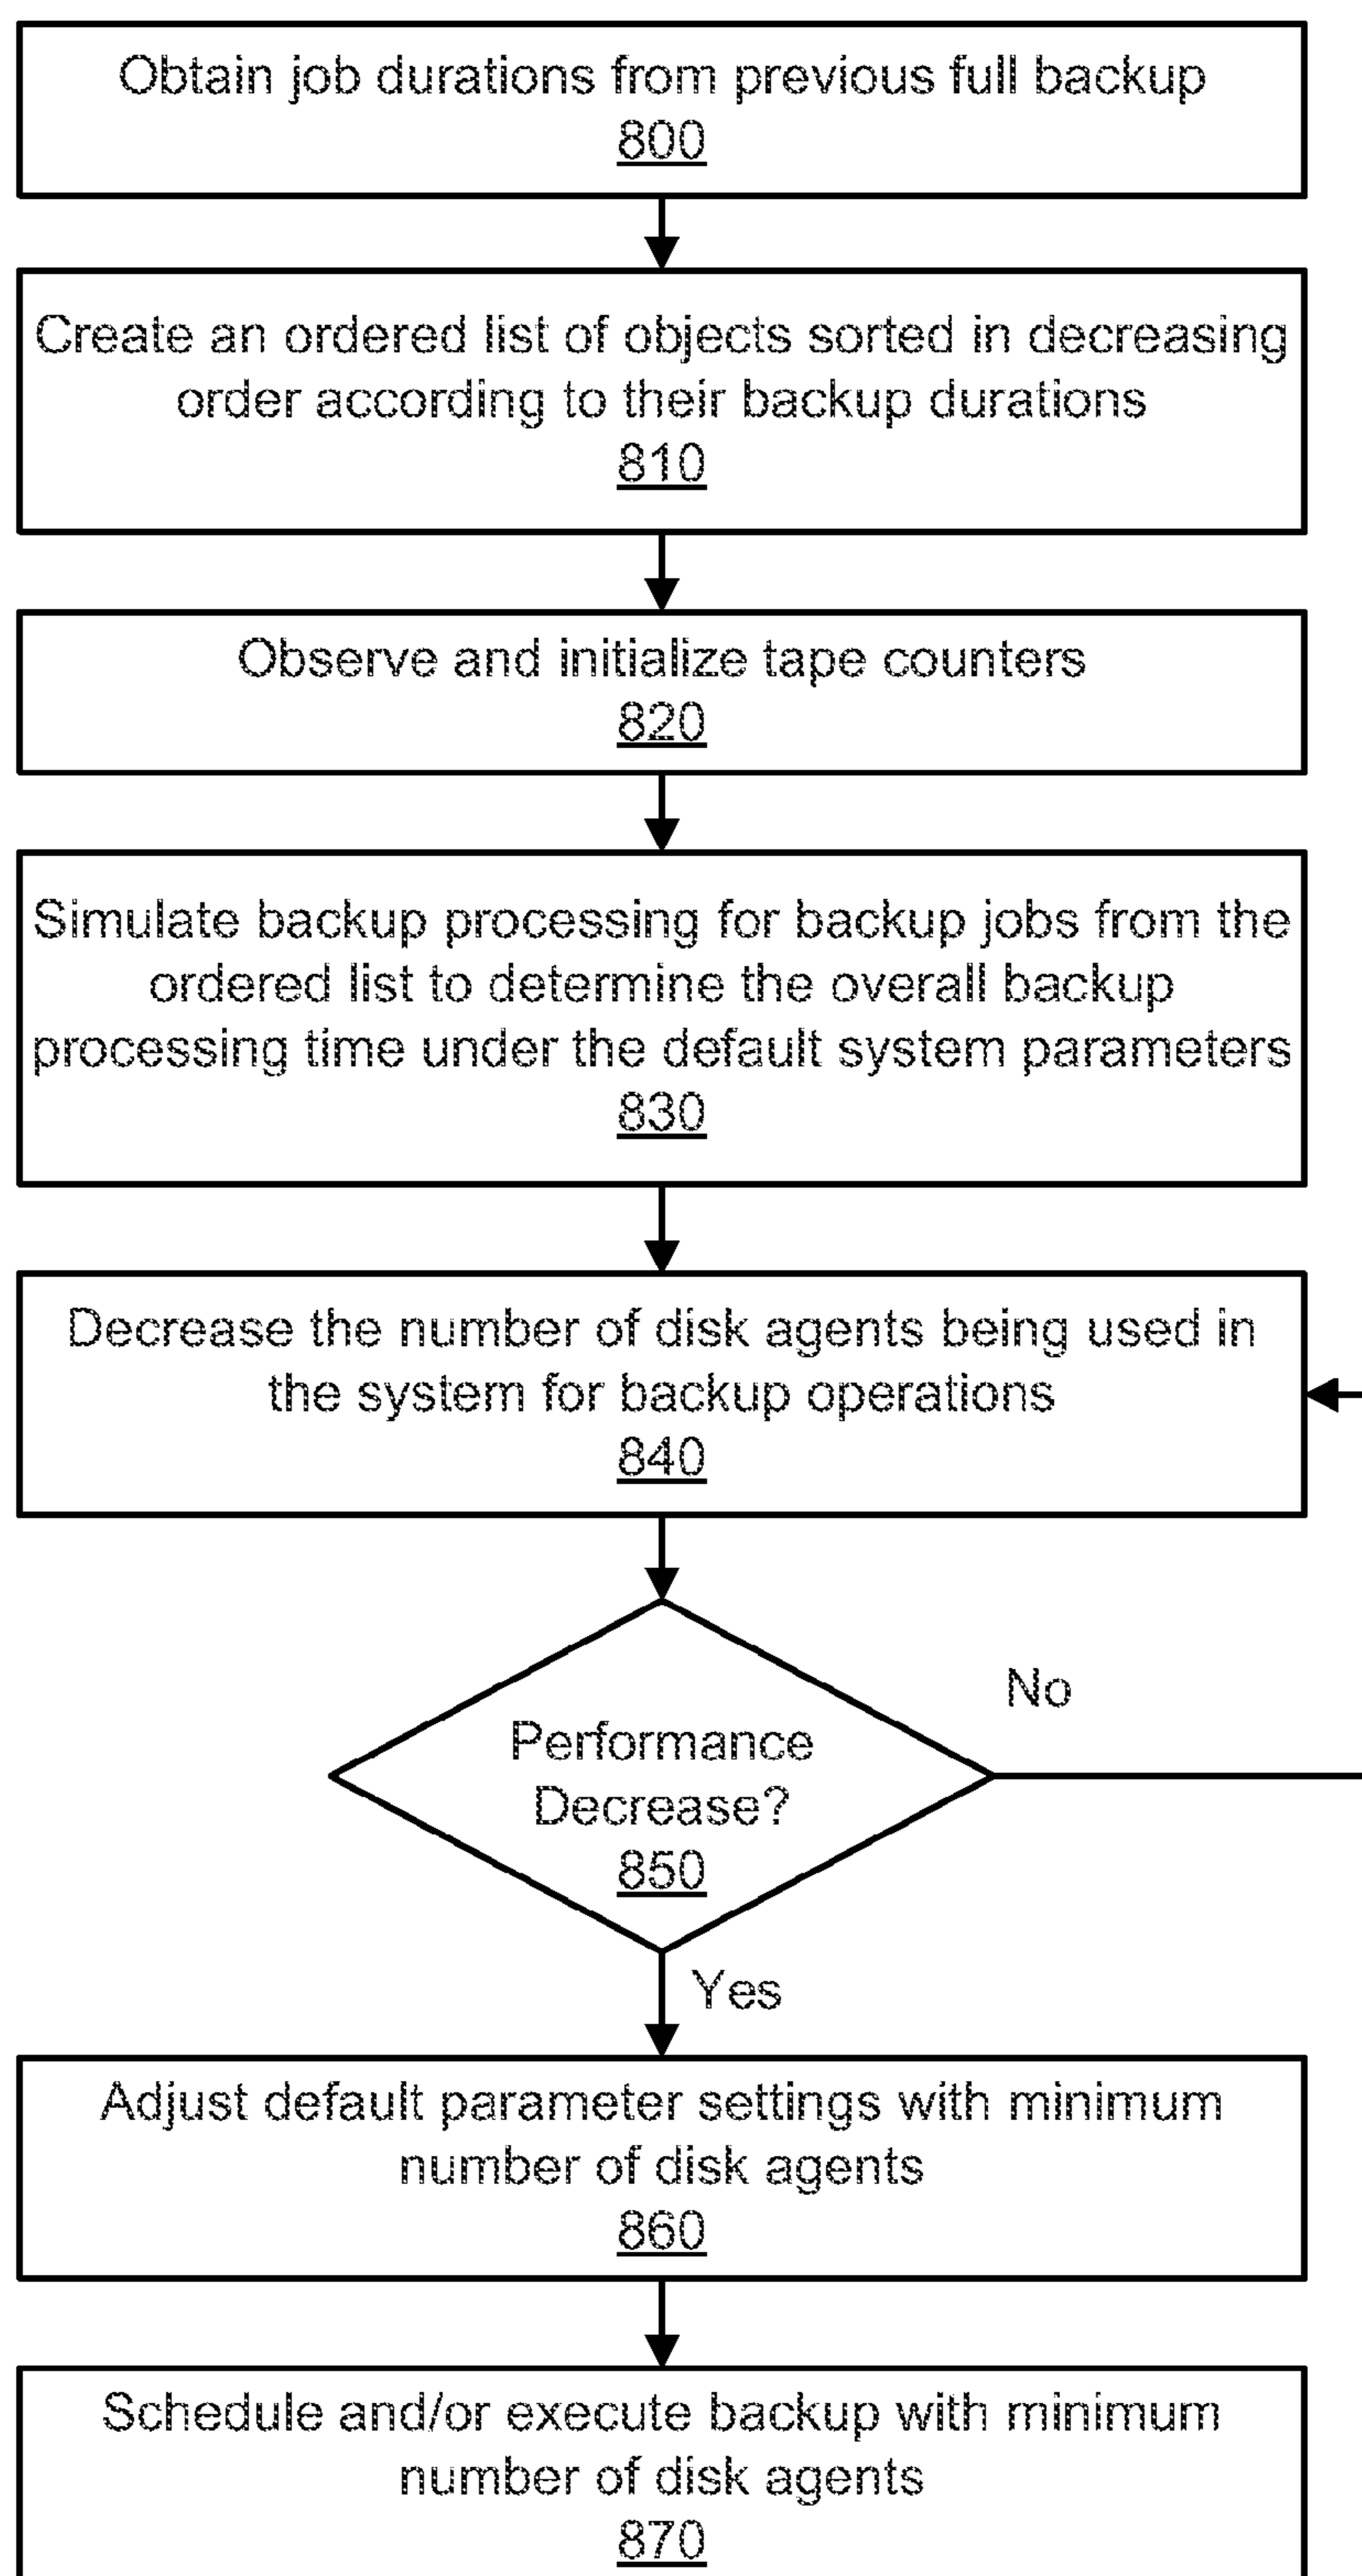 Obtain job durations from previous full backup
800
Create an ordered list of objects sorted in decreasing
order according to their backup durations
810
Observe and initialize tape counters
820
Simulate backup processing for backup jobs from the
ordered list to determine the overall backup
processing time under the default system parameters
830
Decrease the number of disk agents being used in
the system for backup operations
840
No
Performance
Decrease?
850
Yes
Adjust default parameter settings with minimum
number of disk agents
860
Schedule and/or execute backup with minimum
number of disk agents
870